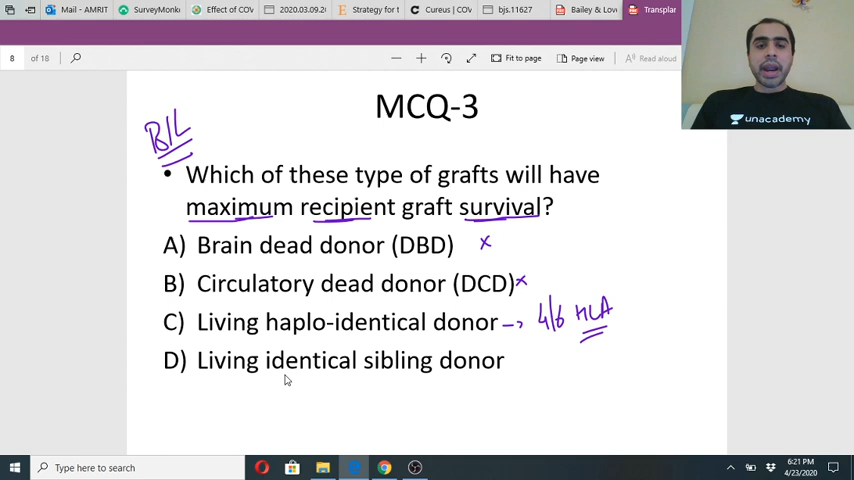 Mail - AMRIT
SurveyMonk
Effect of COV
2020.03.09.20
Strategy for t
Cureus | COV
bjs.11627
Bailey & Love
Transplan
8 of 18
Fit to page
Page view
Read aloud
unacademy
MCQ-3
B/L
• Which of these type of grafts will have
maximum recipient graft survival?
A) Brain dead donor (DBD) x
B) Circulatory dead donor (DCD) x
C) Living haplo-identical donor → 4/6 HLA
D) Living identical sibling donor
Type here to search
6:21 PM
4/23/2020